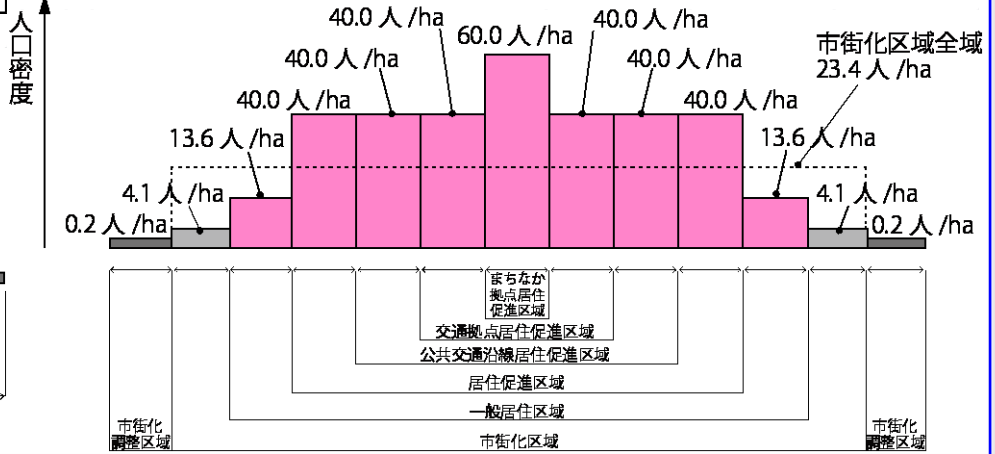 人口密度
40.0 人 /ha
40.0 人 /ha
60.0 人 /ha
40.0 人 /ha
40.0 人 /ha
市街化区域全域
23.4 人 /ha
40.0 人 /ha
40.0 人 /ha
13.6 人 /ha
13.6 人 /ha
4.1 人 /ha
4.1 人 /ha
0.2 人 /ha
0.2 人 /ha
まちなか
拠点居住
促進区域
交通拠点居住促進区域
公共交通沿線居住促進区域
居住促進区域
一般居住区域
市街化
調整区域
市街化区域
市街化
調整区域